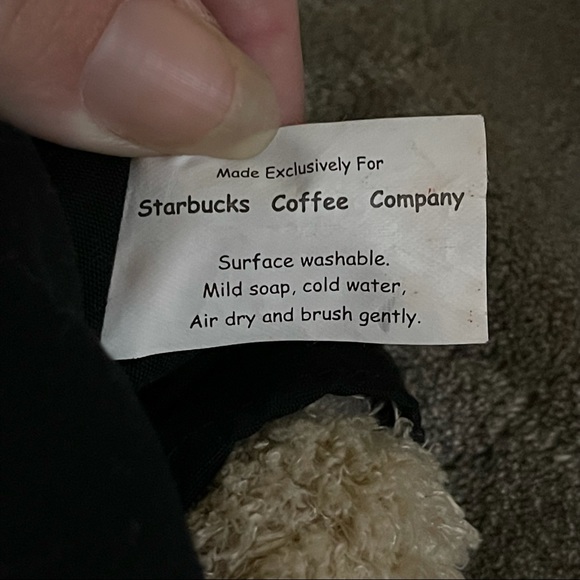 Made Exclusively For
Starbucks Coffee Company
Surface washable.
Mild soap, cold water,
Air dry and brush gently.